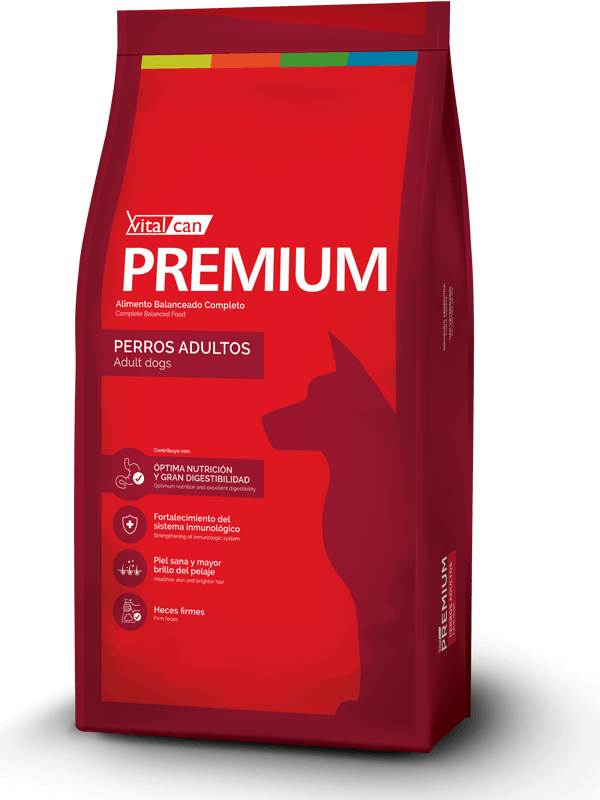 Vital can
PREMIUM
Alimento Balanceado Completo
Complete Balanced Food
PERROS ADULTOS
Adult dogs
Contribuye con:
ÓPTIMA NUTRICIÓN
Y GRAN DIGESTIBILIDAD
Optimum nutrition and excellent digestibility
Fortalecimiento del
sistema inmunológico
Strengthening of inmunologic system
Piel sana y mayor
brillo del pelaje
Healthier skin and brighter hair
Heces firmes
Firm feces
PREMIUM
PERROS ADULTOS